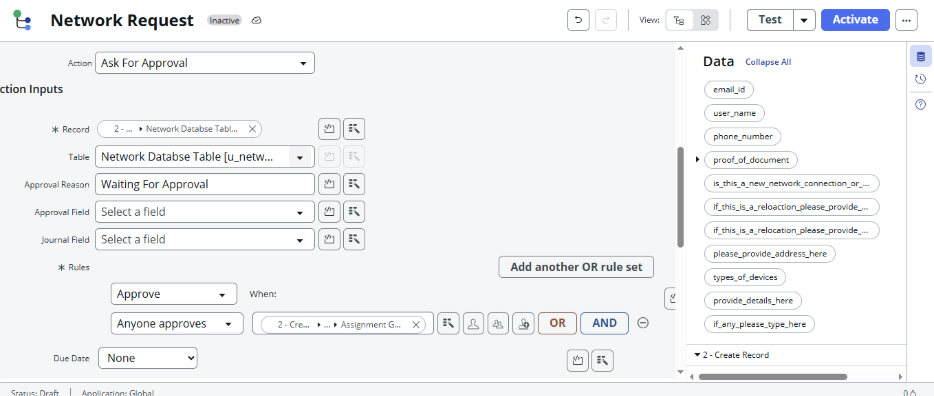 Network Request Inactive View: Test Activate
Action Ask For Approval
ction Inputs
Record 2 - ... Network Databse Tabl...
Table Network Databse Table [u_netw...
Approval Reason Waiting For Approval
Approval Field Select a field
Journal Field Select a field
Rules Add another OR rule set
Approve When:
Anyone approves 2 - Cre... ... Assignment G... OR AND
Due Date None
Data Collapse All
email_id
user_name
phone_number
proof_of_document
is_this_a_new_network_connection_or_...
if_this_is_a_reloaction_please_provide_...
if_this_is_a_relocation_please_provide_...
please_provide_address_here
types_of_devices
provide_details_here
if_any_please_type_here
2 - Create Record
Status: Draft | Application: Global